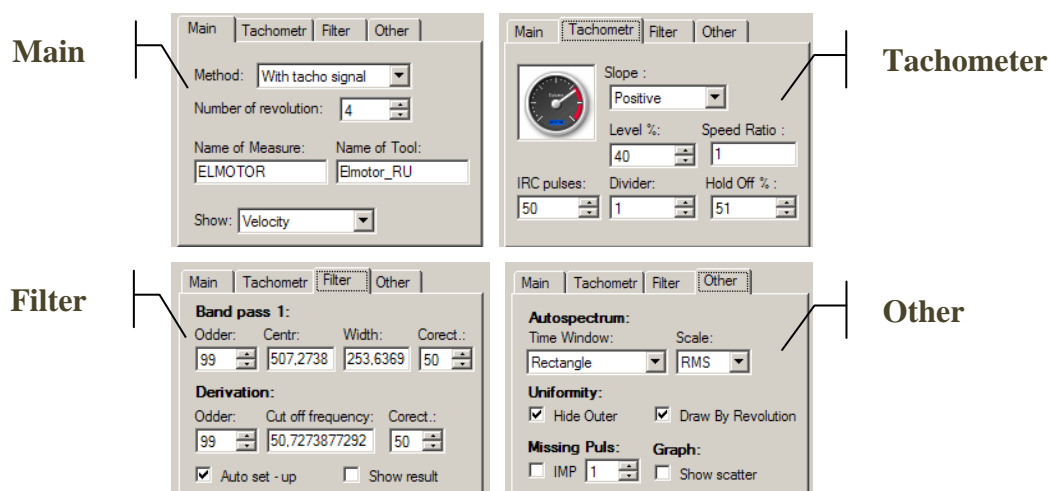 Main
Main Tachometr Filter Other
Method: With tacho signal
Number of revolution: 4
Name of Measure: Name of Tool:
ELMOTOR Elmotor_RU
Show: Velocity
Tachometer
Main Tachometr Filter Other
Slope :
Positive
Level %: Speed Ratio :
40 1
IRC pulses: Divider: Hold Off % :
50 1 51
Filter
Main Tachometr Filter Other
Band pass 1:
Odder: Centr: Width: Corect.:
99 507,2738 253,6369 50
Derivation:
Odder: Cut off frequency: Corect.:
99 50,7273877292 50
Auto set - up Show result
Other
Main Tachometr Filter Other
Autospectrum:
Time Window: Scale:
Rectangle RMS
Uniformity:
Hide Outer Draw By Revolution
Missing Puls: Graph:
IMP 1 Show scatter